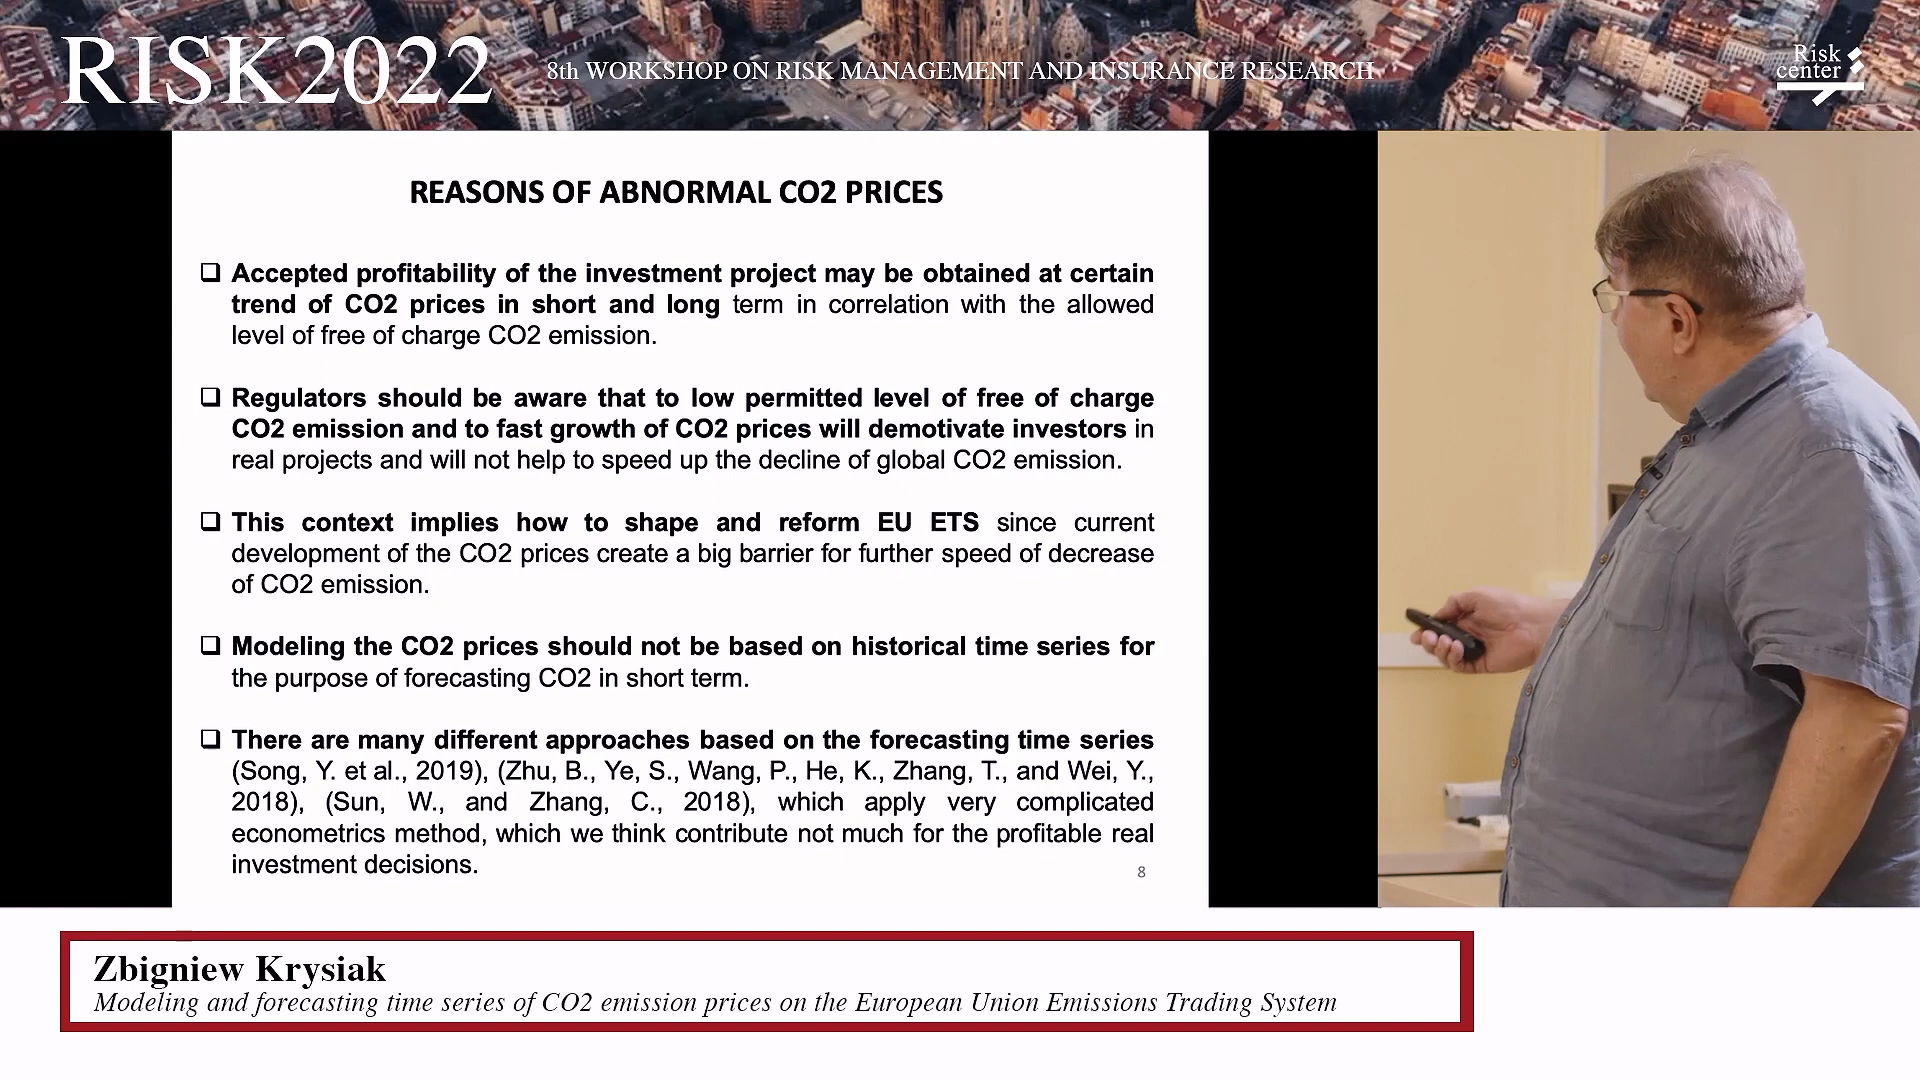 RISK2022
8th WORKSHOP ON RISK MANAGEMENT AND INSURANCE RESEARCH
Risk
center
REASONS OF ABNORMAL CO2 PRICES
❑ Accepted profitability of the investment project may be obtained at certain
trend of CO2 prices in short and long term in correlation with the allowed
level of free of charge CO2 emission.
❑ Regulators should be aware that to low permitted level of free of charge
CO2 emission and to fast growth of CO2 prices will demotivate investors in
real projects and will not help to speed up the decline of global CO2 emission.
❑ This context implies how to shape and reform EU ETS since current
development of the CO2 prices create a big barrier for further speed of decrease
of CO2 emission.
❑ Modeling the CO2 prices should not be based on historical time series for
the purpose of forecasting CO2 in short term.
❑ There are many different approaches based on the forecasting time series
(Song, Y. et al., 2019), (Zhu, B., Ye, S., Wang, P., He, K., Zhang, T., and Wei, Y.,
2018), (Sun, W., and Zhang, C., 2018), which apply very complicated
econometrics method, which we think contribute not much for the profitable real
investment decisions.
8
Zbigniew Krysiak
Modeling and forecasting time series of CO2 emission prices on the European Union Emissions Trading System